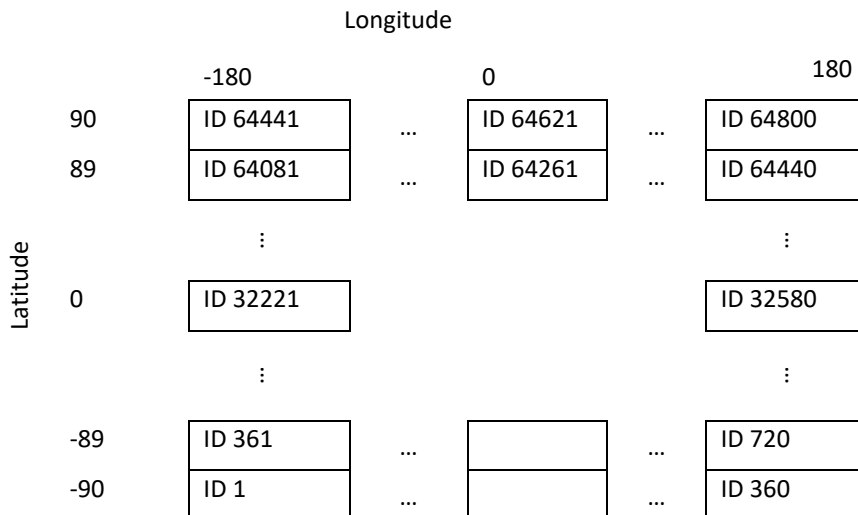 Longitude
-180 0 180
90 ID 64441 ... ID 64621 ... ID 64800
89 ID 64081 ... ID 64261 ... ID 64440
... ...
Latitude
0 ID 32221 ID 32580
... ...
-89 ID 361 ... ... ID 720
-90 ID 1 ... ... ID 360